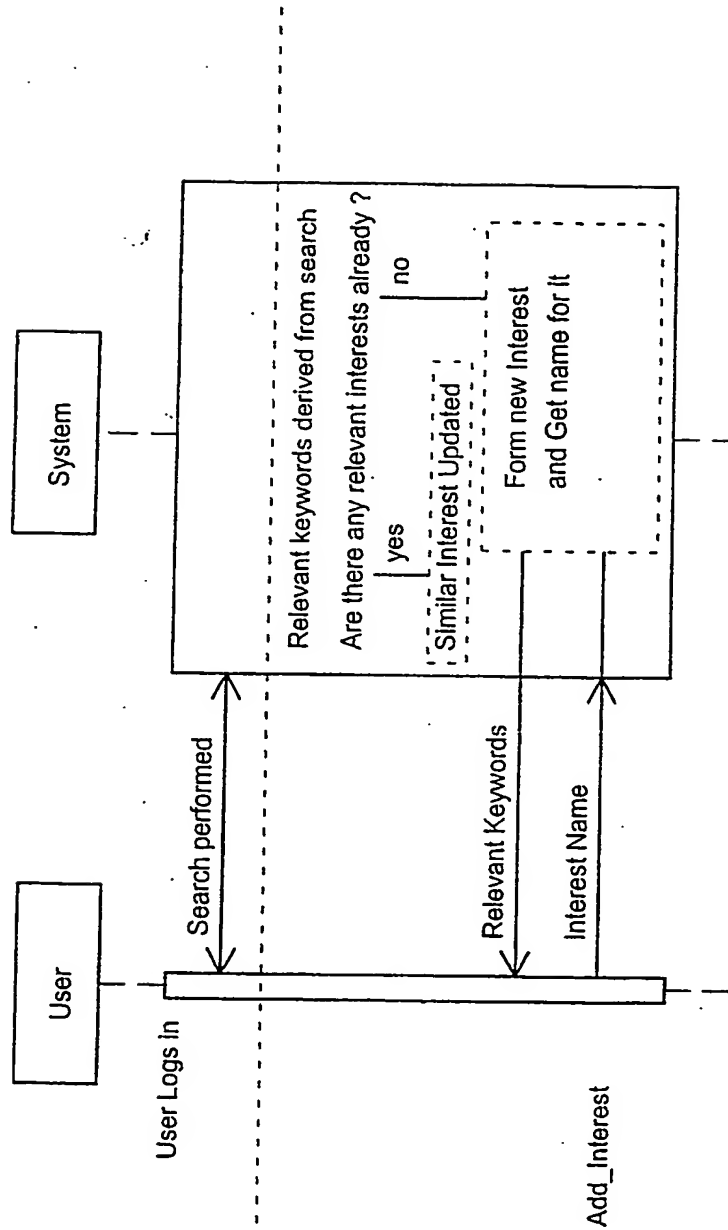 User
System
User Logs In
Search performed
Relevant keywords derived from search
Are there any relevant interests already ?
yes
no
Similar Interest Updated
Form new Interest
and Get name for it
Relevant Keywords
Interest Name
Add_Interest